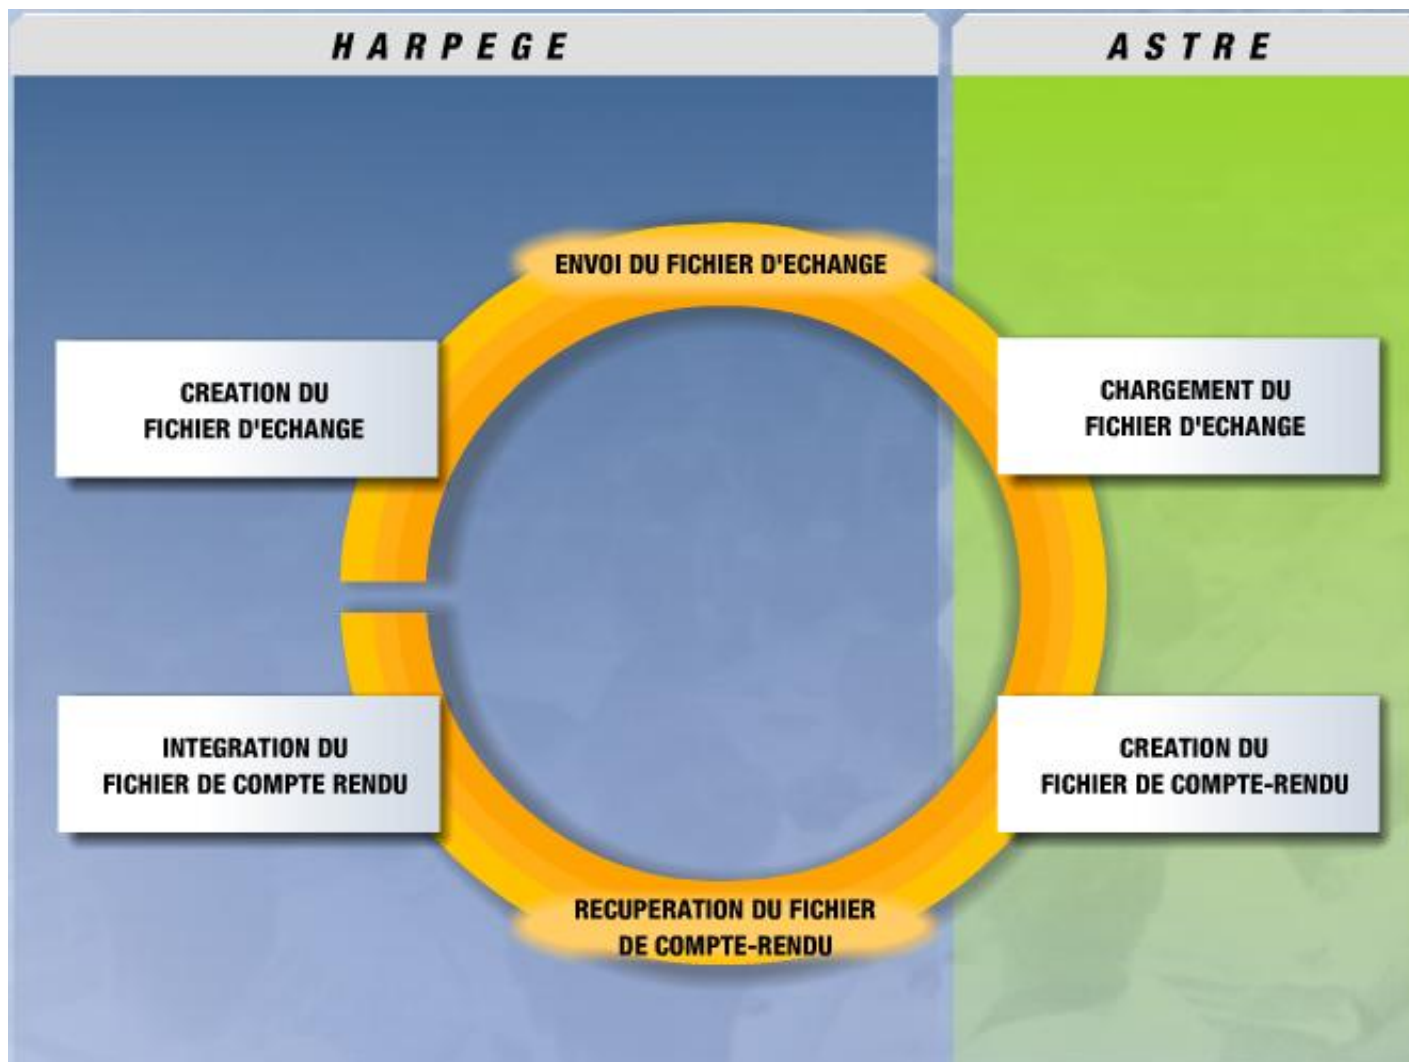 HARPEGE
ASTRE
ENVOI DU FICHIER D'ECHANGE
CREATION DU
FICHIER D'ECHANGE
CHARGEMENT DU
FICHIER D'ECHANGE
INTEGRATION DU
FICHIER DE COMPTE RENDU
CREATION DU
FICHIER DE COMPTE-RENDU
RECUPERATION DU FICHIER
DE COMPTE-RENDU